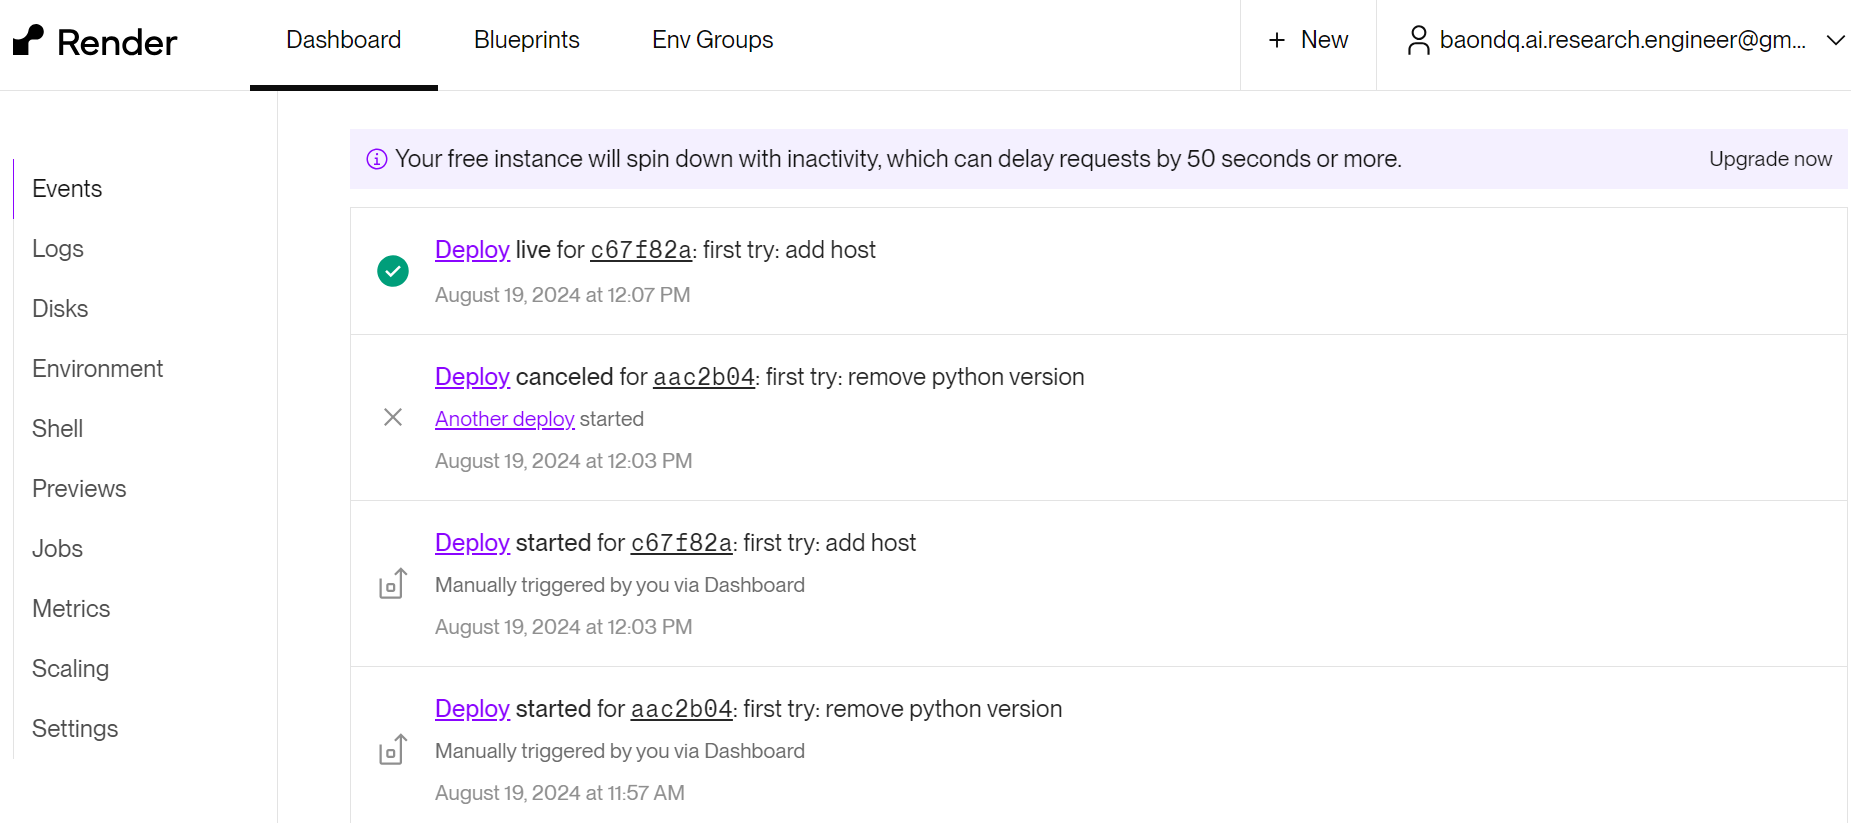 Render
Dashboard
Blueprints
Env Groups
+ New
baondq.ai.research.engineer@gm...
Events
Logs
Disks
Environment
Shell
Previews
Jobs
Metrics
Scaling
Settings
Your free instance will spin down with inactivity, which can delay requests by 50 seconds or more.
Upgrade now
Deploy live for c67f82a: first try: add host
August 19, 2024 at 12:07 PM
Deploy canceled for aac2b04: first try: remove python version
Another deploy started
August 19, 2024 at 12:03 PM
Deploy started for c67f82a: first try: add host
Manually triggered by you via Dashboard
August 19, 2024 at 12:03 PM
Deploy started for aac2b04: first try: remove python version
Manually triggered by you via Dashboard
August 19, 2024 at 11:57 AM